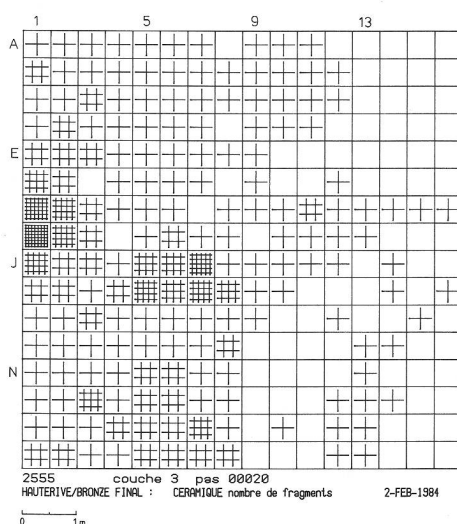 1 5 9 13
A
E
J
N
2555 couche 3 pas 00020
HAUTERIVE/BRONZE FINAL : CERAMIQUE nombre de fragments 2-FEB-1984
0 1m